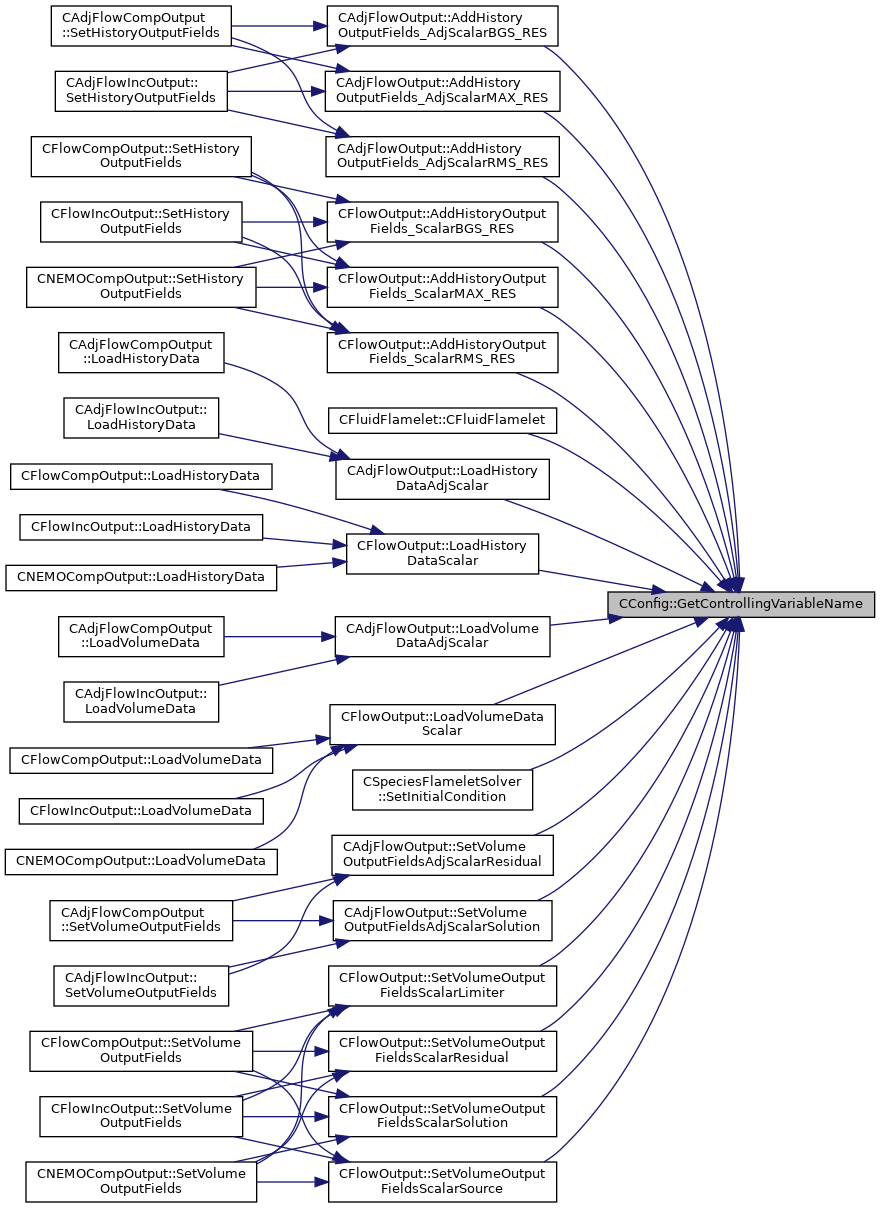 CAdjFlowCompOutput
::SetHistoryOutputFields
CAdjFlowIncOutput::
SetHistoryOutputFields
CFlowCompOutput::SetHistory
OutputFields
CFlowIncOutput::SetHistory
OutputFields
CNEMOCompOutput::SetHistory
OutputFields
CAdjFlowCompOutput
::LoadHistoryData
CAdjFlowIncOutput::
LoadHistoryData
CFlowCompOutput::LoadHistoryData
CFlowIncOutput::LoadHistoryData
CNEMOCompOutput::LoadHistoryData
CAdjFlowCompOutput
::LoadVolumeData
CAdjFlowIncOutput::
LoadVolumeData
CFlowCompOutput::LoadVolumeData
CFlowIncOutput::LoadVolumeData
CNEMOCompOutput::LoadVolumeData
CAdjFlowCompOutput
::SetVolumeOutputFields
CAdjFlowIncOutput::
SetVolumeOutputFields
CFlowCompOutput::SetVolume
OutputFields
CFlowIncOutput::SetVolume
OutputFields
CNEMOCompOutput::SetVolume
OutputFields
CAdjFlowOutput::AddHistory
OutputFields_AdjScalarBGS_RES
CAdjFlowOutput::AddHistory
OutputFields_AdjScalarMAX_RES
CAdjFlowOutput::AddHistory
OutputFields_AdjScalarRMS_RES
CFlowOutput::AddHistoryOutput
Fields_ScalarBGS_RES
CFlowOutput::AddHistoryOutput
Fields_ScalarMAX_RES
CFlowOutput::AddHistoryOutput
Fields_ScalarRMS_RES
CFluidFlamelet::CFluidFlamelet
CAdjFlowOutput::LoadHistory
DataAdjScalar
CFlowOutput::LoadHistory
DataScalar
CAdjFlowOutput::LoadVolume
DataAdjScalar
CFlowOutput::LoadVolumeData
Scalar
CSpeciesFlameletSolver
::SetInitialCondition
CAdjFlowOutput::SetVolume
OutputFieldsAdjScalarResidual
CAdjFlowOutput::SetVolume
OutputFieldsAdjScalarSolution
CFlowOutput::SetVolumeOutput
FieldsScalarLimiter
CFlowOutput::SetVolumeOutput
FieldsScalarResidual
CFlowOutput::SetVolumeOutput
FieldsScalarSolution
CFlowOutput::SetVolumeOutput
FieldsScalarSource
CConfig::GetControllingVariableName